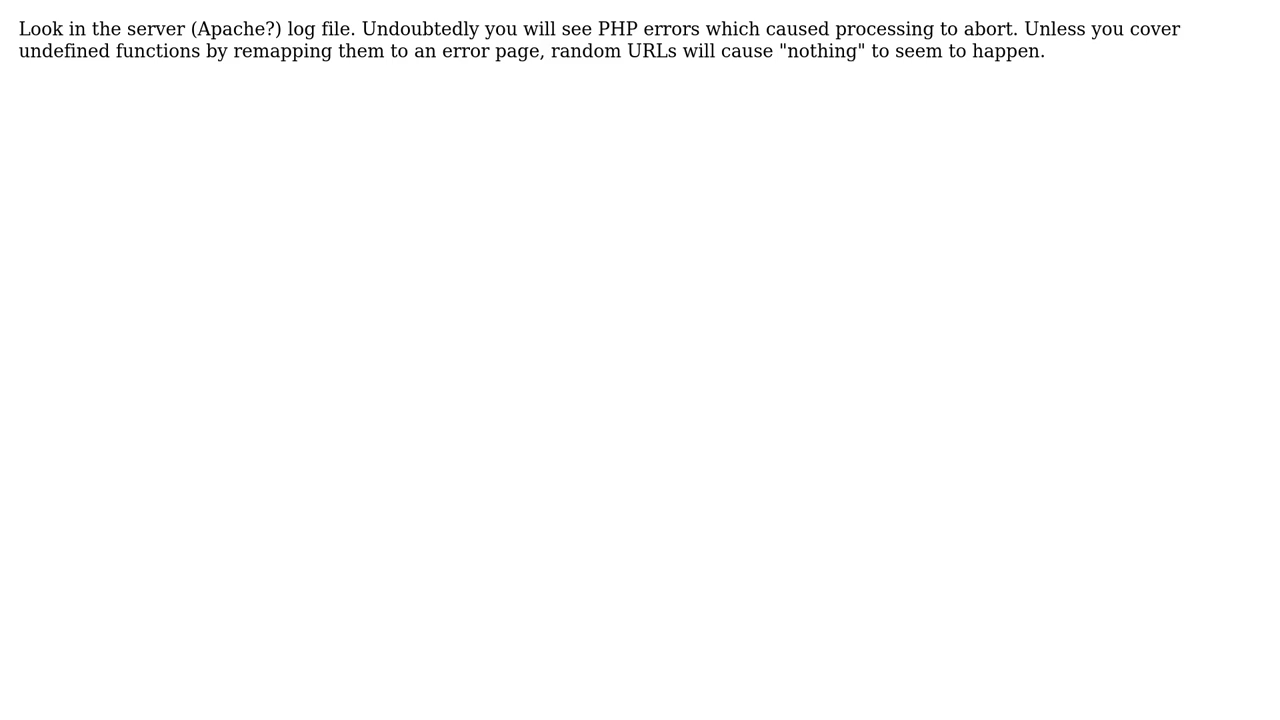 Look in the server (Apache?) log file. Undoubtedly you will see PHP errors which caused processing to abort. Unless you cover
undefined functions by remapping them to an error page, random URLs will cause "nothing" to seem to happen.